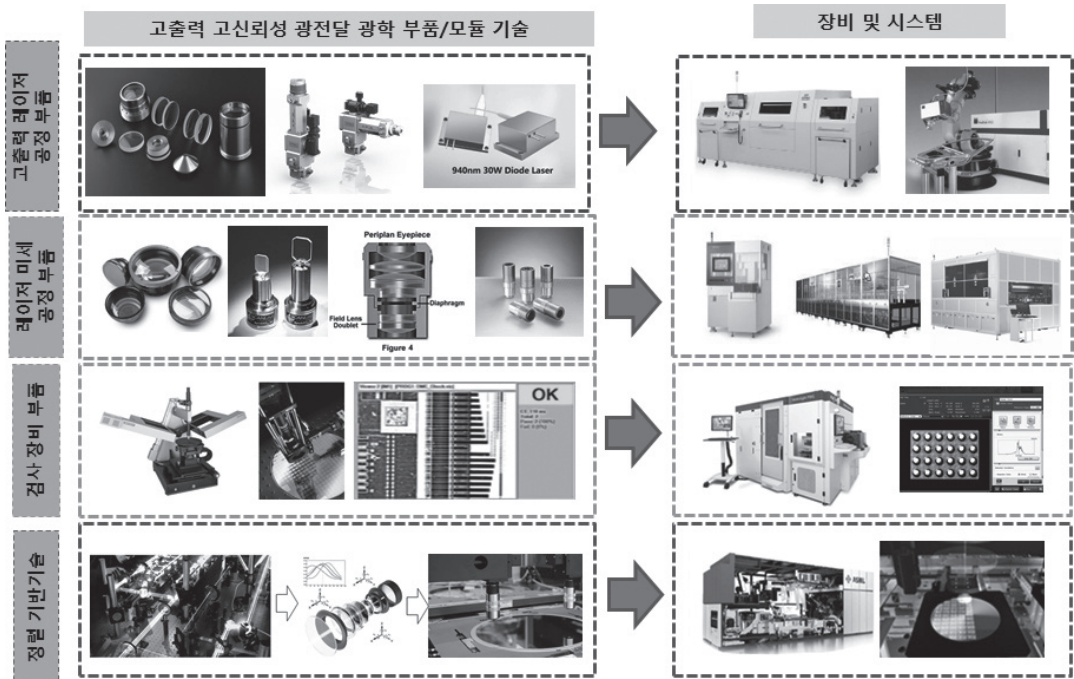 고출력 고신뢰성 광전달 광학 부품/모듈 기술
장비 및 시스템
고출력 레이저
공정 부품
940nm 30W Diode Laser
레이저 미세
공정 부품
Periplan Eyepiece
Diaphragm
Field Lens
Doublet
Figure 4
검사 장비 부품
OK
정렬 기반기술
ASML